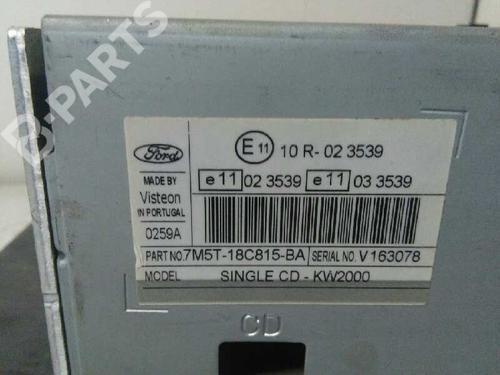 B-PARTS
Ford
E 11 10 R- 02 3539
MADE BY
Visteon
IN PORTUGAL
e 11 02 3539 e 11 03 3539
0259A
PART NO. 7M5T-18C815-BA SERIAL NO. V 163078
MODEL SINGLE CD - KW2000
CD